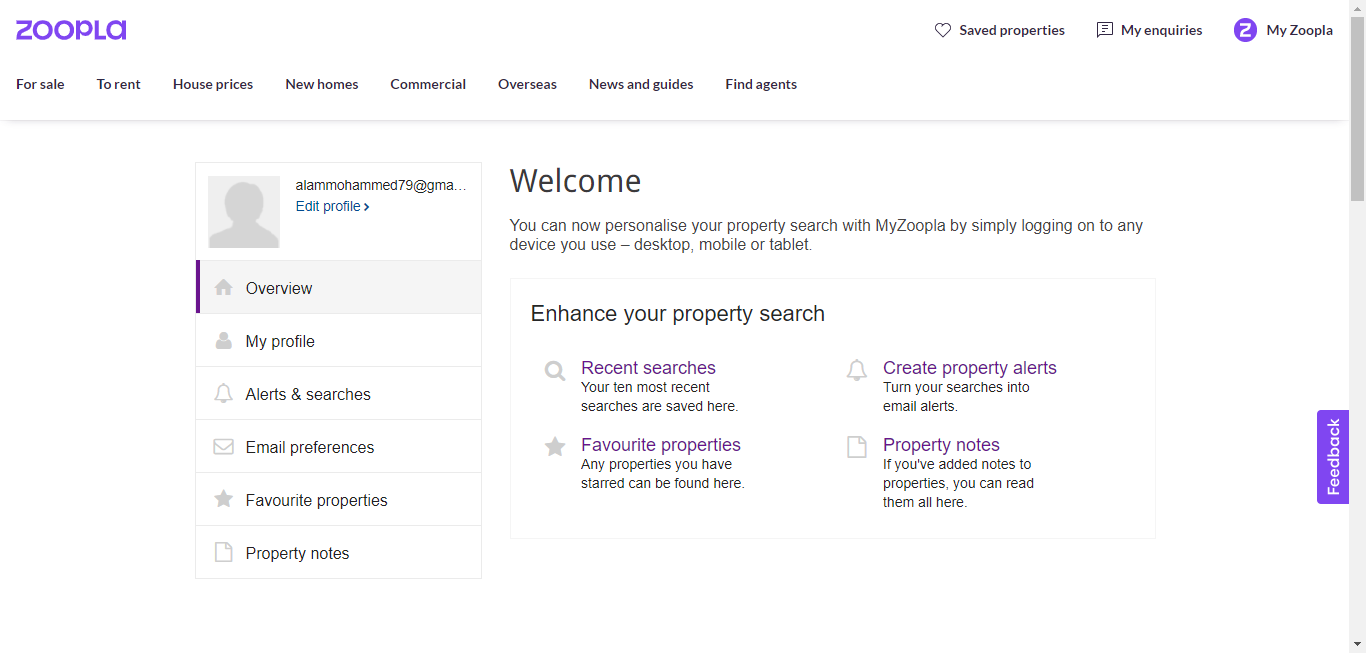 ZOOPLA
Saved properties
My enquiries
Z
My Zoopla
For sale
To rent
House prices
New homes
Commercial
Overseas
News and guides
Find agents
alammohammed79@gma...
Edit profile
Overview
My profile
Alerts & searches
Email preferences
Favourite properties
Property notes
Welcome
You can now personalise your property search with MyZoopla by simply logging on to any
device you use – desktop, mobile or tablet.
Enhance your property search
Recent searches
Your ten most recent
searches are saved here.
Create property alerts
Turn your searches into
email alerts.
Favourite properties
Any properties you have
starred can be found here.
Property notes
If you've added notes to
properties, you can read
them all here.
Feedback